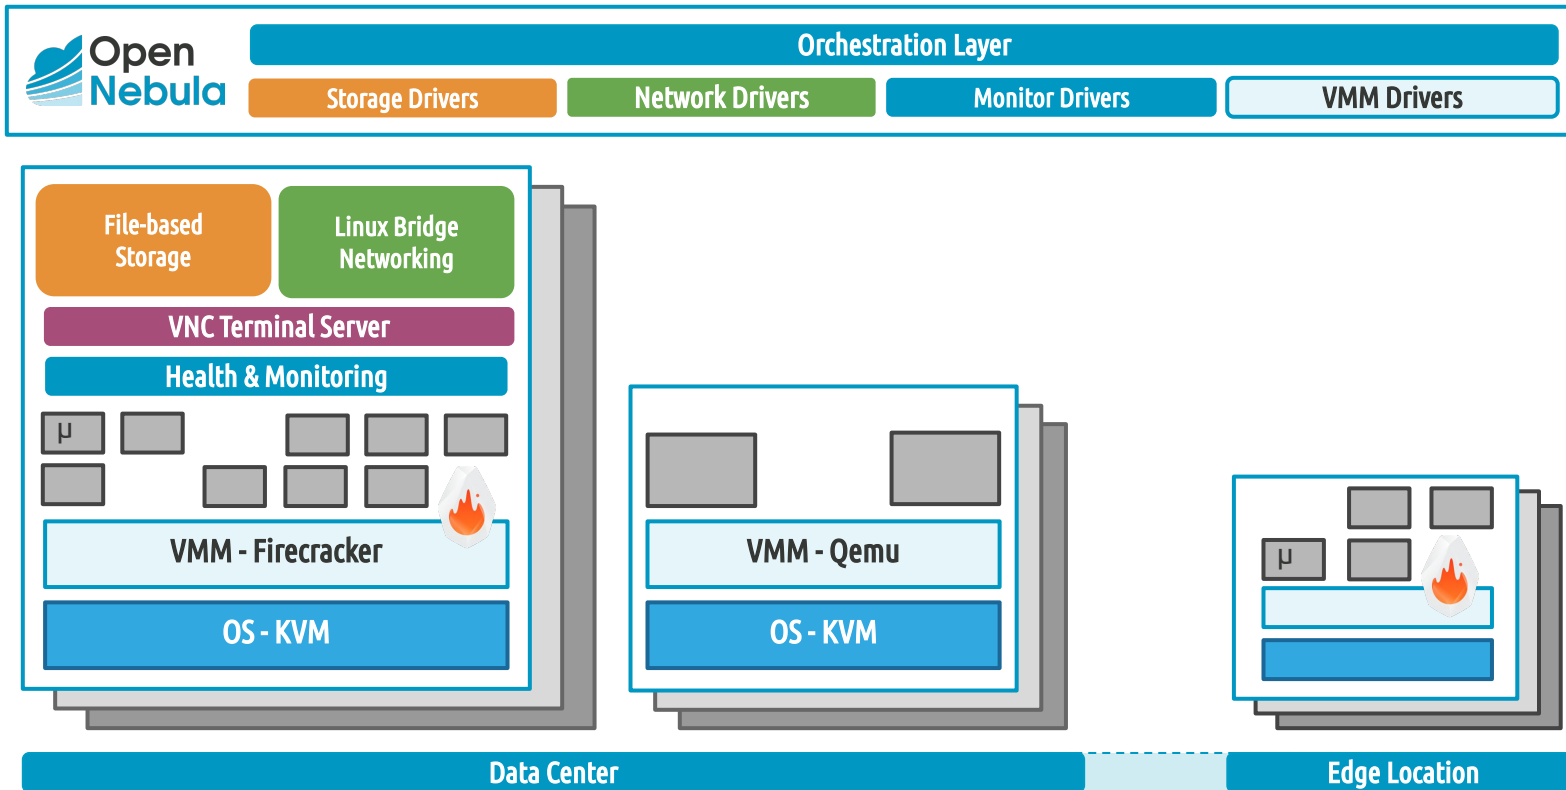 Open
Nebula
Orchestration Layer
Storage Drivers
Network Drivers
Monitor Drivers
VMM Drivers
File-based
Storage
Linux Bridge
Networking
VNC Terminal Server
Health & Monitoring
μ
VMM - Firecracker
OS - KVM
VMM - Qemu
OS - KVM
μ
Data Center
Edge Location